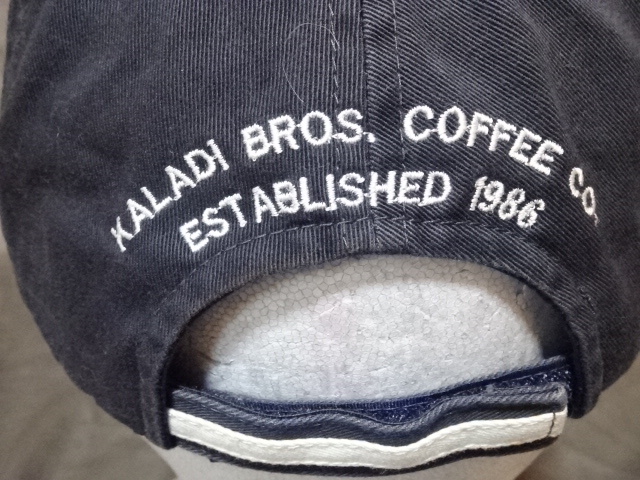 KALADI BROS. COFFEE CO.
ESTABLISHED 1986